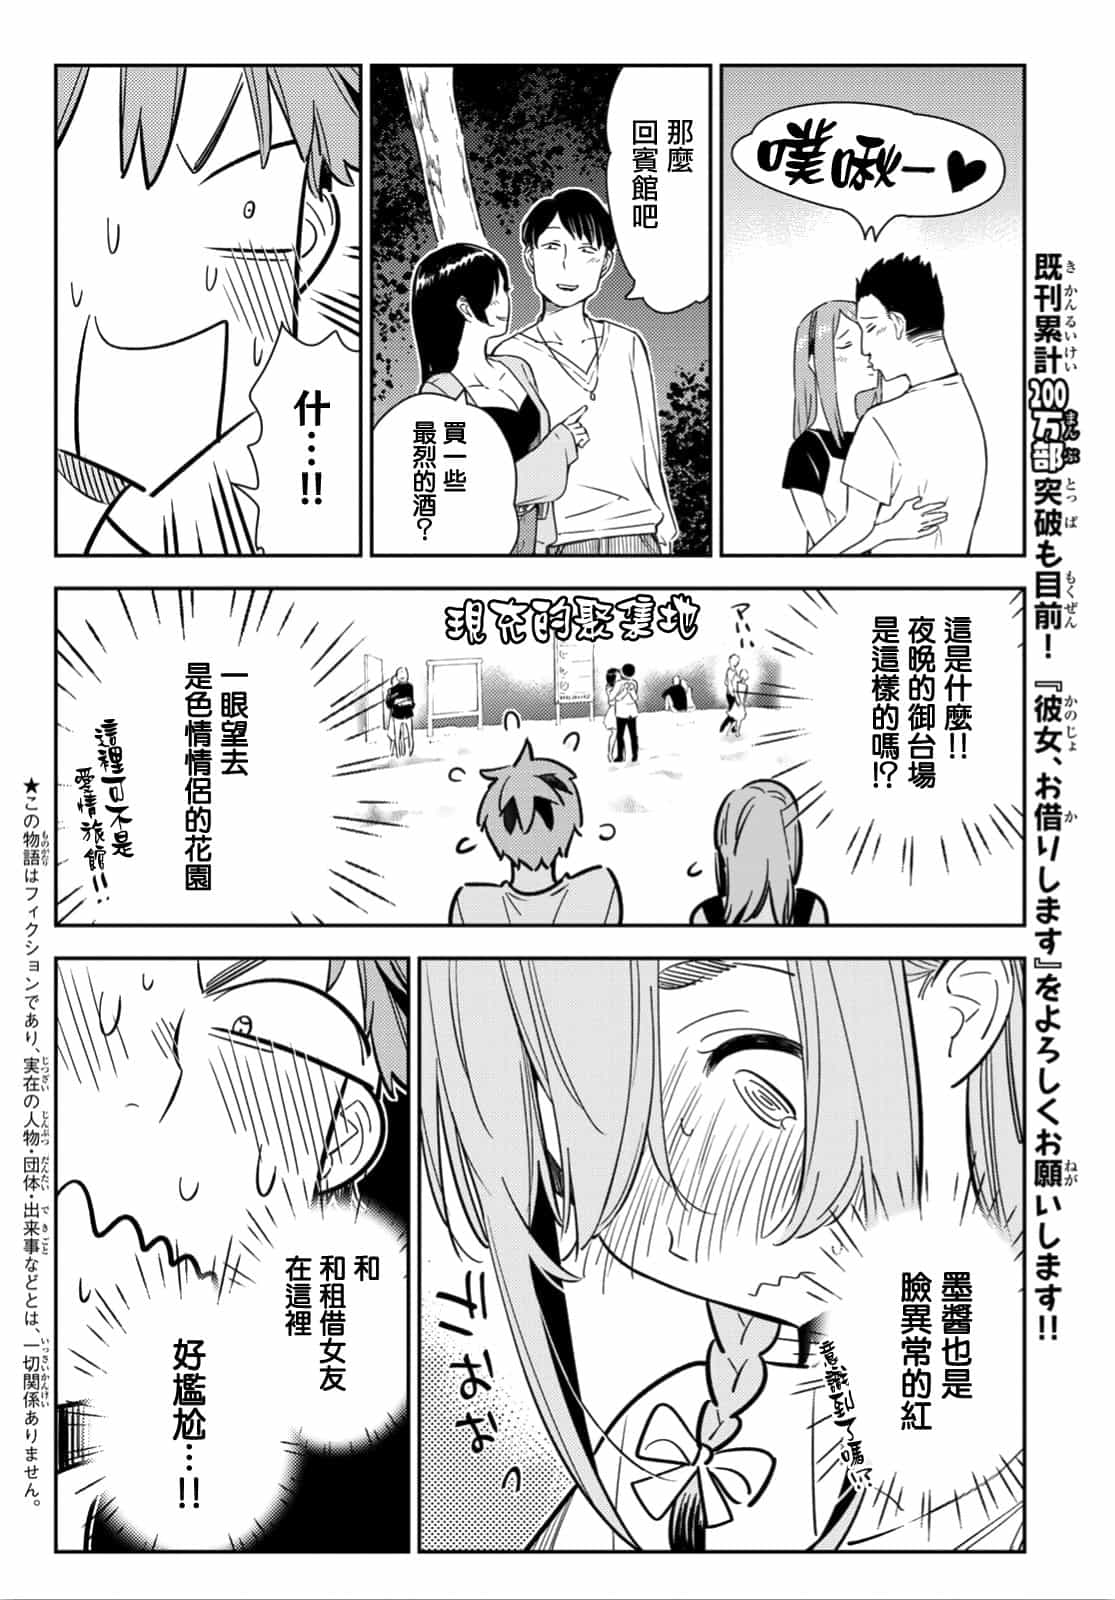 既刊累計200万部突破も目前！『彼女、お借りします』をよろしくお願いします!!
噗啾ー♥
那麼
回賓館吧
買一些
最烈的酒?
什…!!
現充的聚集地
這是什麼!!
夜晚的御台場
是這樣的嗎!?
一眼望去
是色情情侶的花園
這裡可不是
愛情旅館!!
墨醬也是
臉異常的紅
意識到了嗎!?
和
和租借女友
在這裡
好尷尬…!!
★この物語はフィクションであり、実在の人物・団体・出来事などとは、一切関係ありません。